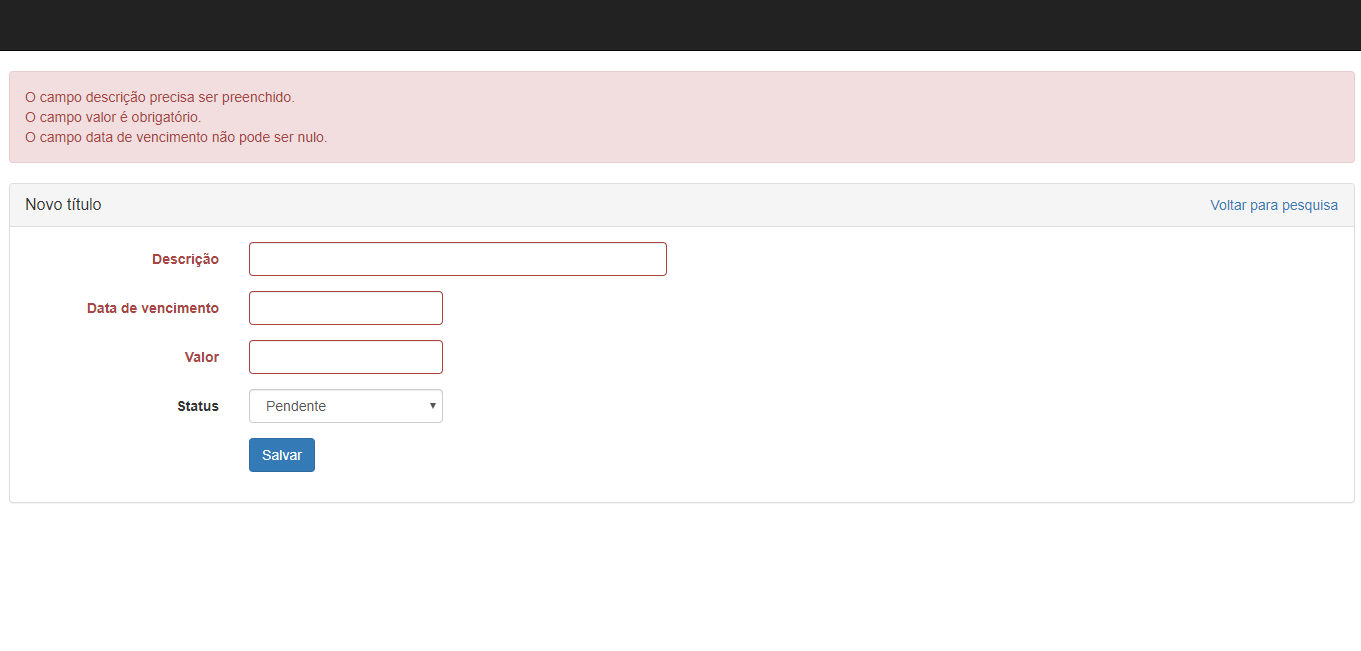 O campo descrição precisa ser preenchido.
O campo valor é obrigatório.
O campo data de vencimento não pode ser nulo.
Novo título
Voltar para pesquisa
Descrição
Data de vencimento
Valor
Status
Pendente
Salvar